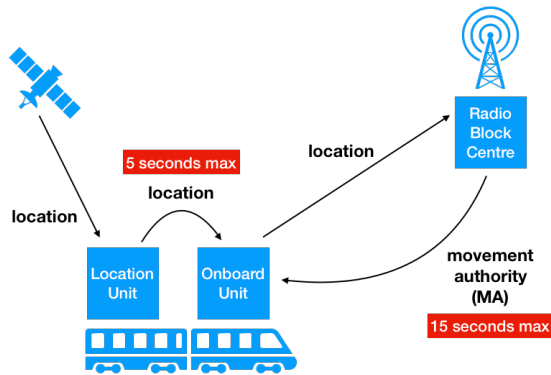 Radio
Block
Centre
5 seconds max
location
location
location
Location
Unit
Onboard
Unit
movement
authority
(MA)
15 seconds max